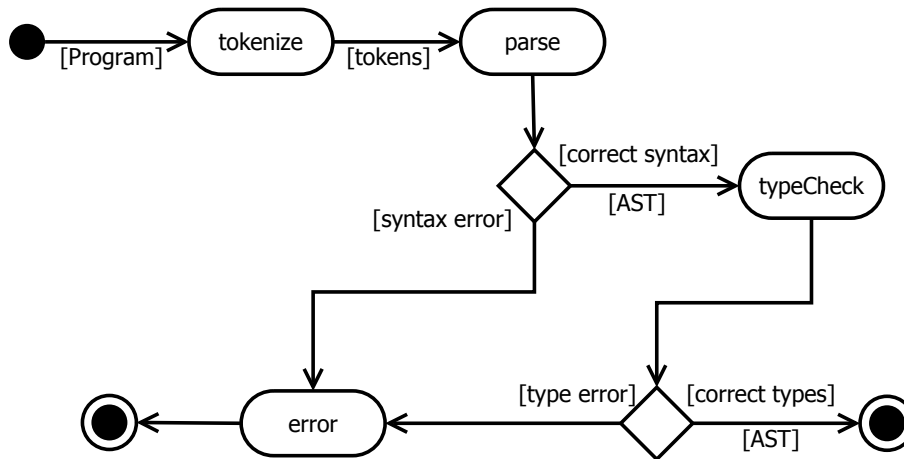 tokenize
parse
[Program]
[tokens]
[correct syntax]
typeCheck
[AST]
[syntax error]
[type error]
[correct types]
error
[AST]